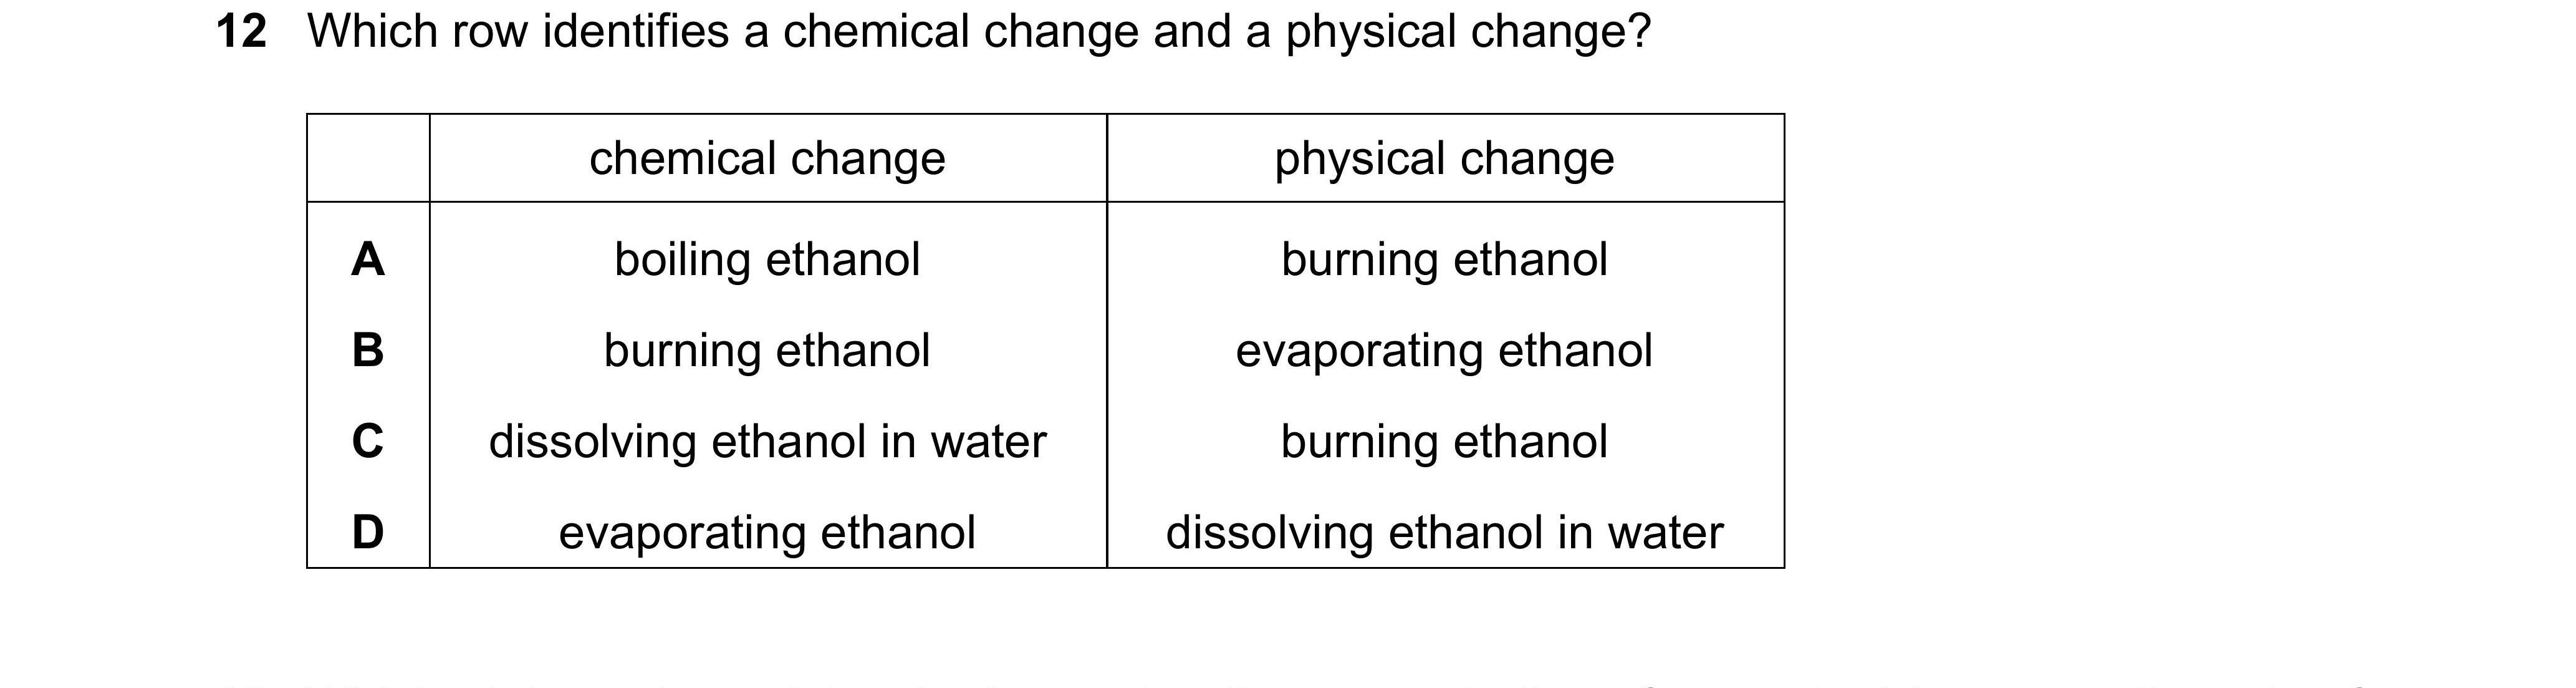 12 Which row identifies a chemical change and a physical change?
chemical change physical change
A boiling ethanol burning ethanol
B burning ethanol evaporating ethanol
C dissolving ethanol in water burning ethanol
D evaporating ethanol dissolving ethanol in water